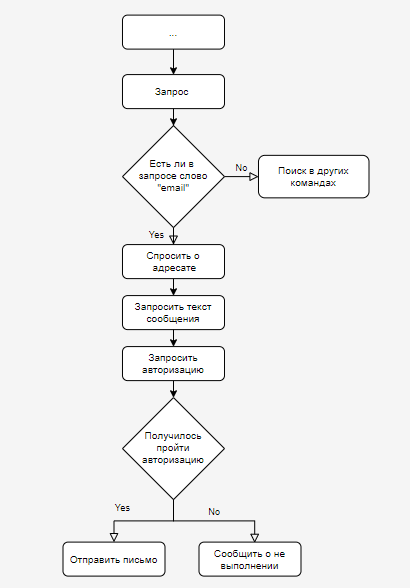 ...
Запрос
Есть ли в
запросе слово
"email"
No
Поиск в других
командах
Yes
Спросить о
адресате
Запросить текст
сообщения
Запросить
авторизацию
Получилось
пройти
авторизацию
Yes
No
Отправить письмо
Сообщить о не
выполнении